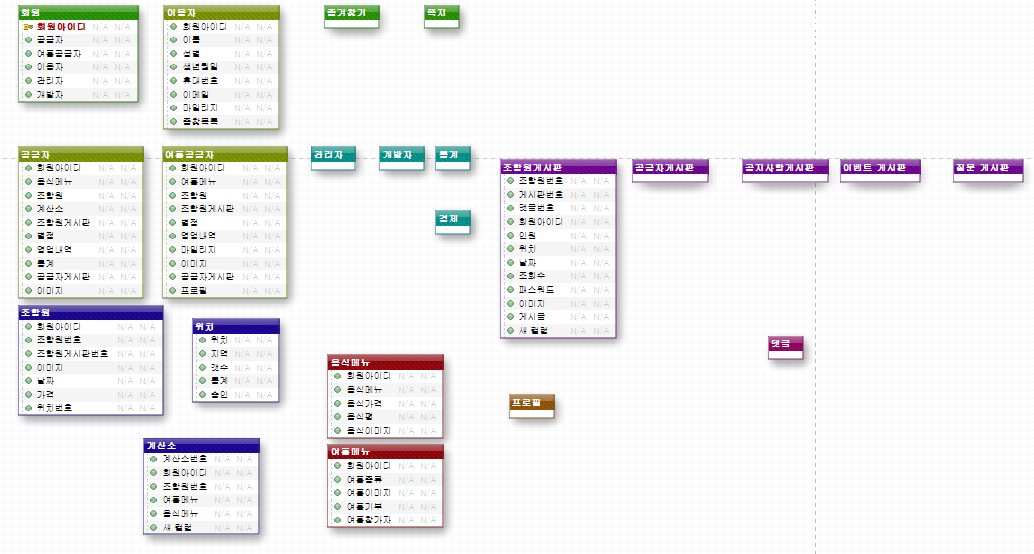 회원
회원아이디 N/A N/A
공급자 N/A N/A
여름공급자 N/A N/A
이용자 N/A N/A
관리자 N/A N/A
개발자 N/A N/A
이용자
회원아이디 N/A N/A
이름 N/A N/A
성별 N/A N/A
생년월일 N/A N/A
휴대번호 N/A N/A
이메일 N/A N/A
마일리지 N/A N/A
종합목록 N/A N/A
즐겨찾기
쪽지
공급자
회원아이디 N/A N/A
음식메뉴 N/A N/A
조합원 N/A N/A
계산소 N/A N/A
조합원게시판 N/A N/A
별점 N/A N/A
영업내역 N/A N/A
통계 N/A N/A
공급자게시판 N/A N/A
이미지 N/A N/A
여름공급자
회원아이디 N/A N/A
여름메뉴 N/A N/A
조합원 N/A N/A
조합원게시판 N/A N/A
별점 N/A N/A
영업내역 N/A N/A
마일리지 N/A N/A
이미지 N/A N/A
공급자게시판 N/A N/A
프로필 N/A N/A
관리자
개발자
통계
결제
조합원게시판
조합원번호 N/A N/A
게시판번호 N/A N/A
댓글번호 N/A N/A
회원아이디 N/A N/A
인원 N/A N/A
위치 N/A N/A
날짜 N/A N/A
조회수 N/A N/A
패스워드 N/A N/A
이미지 N/A N/A
게시글 N/A N/A
새 컬럼 N/A N/A
공급자게시판
공지사항게시판
이벤트 게시판
질문 게시판
조합원
회원아이디 N/A N/A
조합원번호 N/A N/A
조합원게시판번호 N/A N/A
이미지 N/A N/A
날짜 N/A N/A
가격 N/A N/A
위치번호 N/A N/A
위치
위치 N/A N/A
지역 N/A N/A
갯수 N/A N/A
통계 N/A N/A
승인 N/A N/A
음식메뉴
회원아이디 N/A N/A
음식메뉴 N/A N/A
음식가격 N/A N/A
음식평 N/A N/A
음식이미지 N/A N/A
프로필
댓글
계산소
계산소번호 N/A N/A
회원아이디 N/A N/A
조합원번호 N/A N/A
여름메뉴 N/A N/A
음식메뉴 N/A N/A
새 컬럼 N/A N/A
여름메뉴
회원아이디 N/A N/A
여름종류 N/A N/A
여름이미지 N/A N/A
여름기부 N/A N/A
여름참가자 N/A N/A